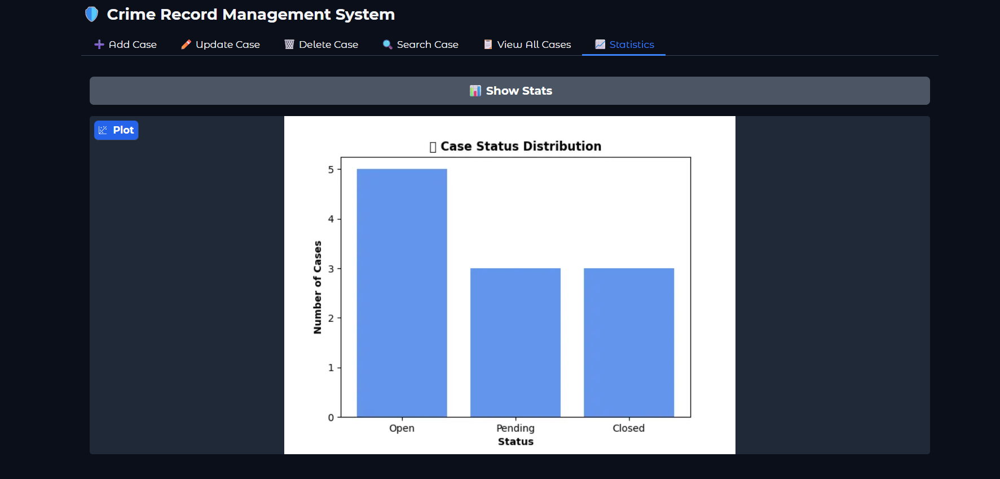 Crime Record Management System
Add Case Update Case Delete Case Search Case View All Cases Statistics
Show Stats
Plot
Case Status Distribution
5
4
3
2
1
0
Number of Cases
Open Pending Closed
Status